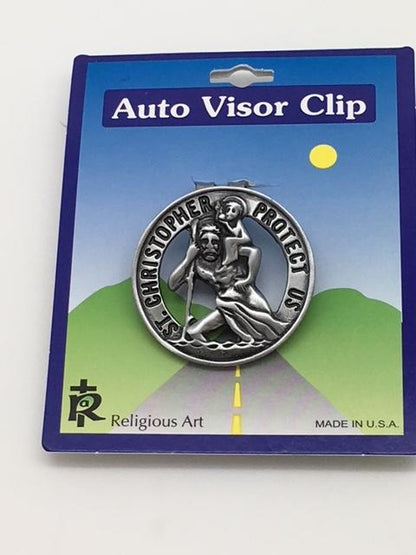 Auto Visor Clip
ST. CHRISTOPHER PROTECT US
Religious Art
MADE IN U.S.A.